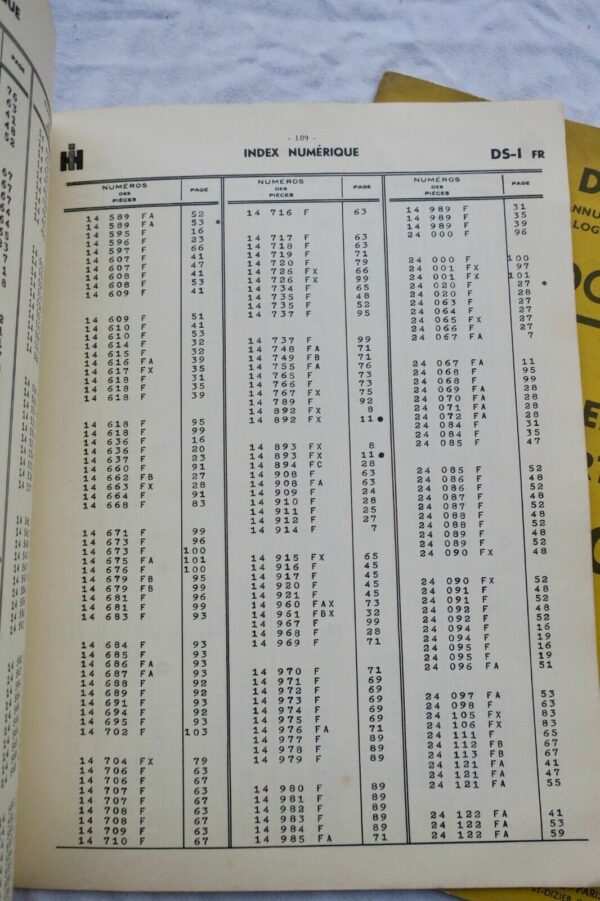 - 109 -
IH INDEX NUMÉRIQUE DS-1 FR
NUMÉROS DES PIÈCES PAGE
14 589 FA 52
14 589 FA 53 •
14 595 F 16
14 596 F 23
14 597 F 66
14 607 F 41
14 607 F 47
14 608 F 41
14 608 F 53
14 609 F 41
14 609 F 51
14 610 F 41
14 610 F 53
14 614 F 32
14 615 F 32
14 616 FA 39
14 617 FX 35
14 618 F 31
14 618 F 35
14 618 F 39
14 618 F 95
14 618 F 99
14 636 F 16
14 636 F 20
14 637 F 23
14 660 F 91
14 662 FB 27
14 663 FX 28
14 664 F 91
14 668 F 83
14 671 F 99
14 673 F 96
14 673 F 100
14 675 FA 101
14 676 F 100
14 679 FB 95
14 679 FB 99
14 681 F 96
14 681 F 99
14 683 F 93
14 684 F 93
14 685 F 93
14 686 FA 93
14 687 FA 93
14 688 F 92
14 689 F 92
14 691 F 93
14 694 F 92
14 695 F 93
14 702 F 103
14 704 FX 79
14 706 F 63
14 706 F 67
14 707 F 63
14 707 F 67
14 708 F 63
14 708 F 67
14 709 F 63
14 710 F 67
NUMÉROS DES PIÈCES PAGE
14 716 F 63
14 717 F 63
14 718 F 63
14 719 F 71
14 720 F 79
14 726 FX 66
14 726 FX 99
14 734 F 65
14 735 F 48
14 735 F 52
14 737 F 95
14 737 F 99
14 748 FA 71
14 749 FB 71
14 755 FA 76
14 765 F 73
14 766 F 73
14 767 FX 75
14 789 F 92
14 892 FX 8
14 892 FX 11 •
14 893 FX 8
14 893 FX 11 •
14 894 FC 28
14 908 F 63
14 908 FA 63
14 909 F 24
14 910 F 28
14 911 F 25
14 912 F 27
14 914 F 7
14 915 FX 65
14 916 F 45
14 917 F 45
14 920 F 45
14 921 F 45
14 960 FAX 73
14 961 FBX 32
14 967 F 99
14 968 F 28
14 969 F 71
14 970 F 71
14 971 F 69
14 972 F 69
14 973 F 69
14 974 F 69
14 975 F 69
14 976 FA 71
14 977 F 89
14 978 F 89
14 979 F 89
14 980 F 89
14 981 F 89
14 982 F 89
14 983 F 89
14 984 F 89
14 985 FA 71
NUMÉROS DES PIÈCES PAGE
14 989 F 31
14 989 F 35
14 989 F 39
24 000 F 96
24 000 F 100
24 001 FX 97
24 001 FX 101
24 020 F 27 •
24 020 F 28
24 063 F 27
24 064 F 27
24 065 FX 27
24 066 F 27
24 067 FA 7
24 067 FA 11
24 068 F 95
24 068 F 99
24 069 FA 28
24 070 FA 28
24 071 FA 28
24 072 FA 28
24 084 F 31
24 084 F 35
24 085 F 47
24 085 F 52
24 086 F 48
24 086 F 52
24 087 F 48
24 087 F 52
24 088 F 48
24 088 F 52
24 089 F 48
24 089 F 52
24 090 FX 48
24 090 FX 52
24 091 F 48
24 091 F 52
24 092 F 48
24 092 F 52
24 094 F 16
24 094 F 19
24 095 F 16
24 095 F 19
24 096 FA 51
24 097 FA 53
24 098 F 63
24 105 FX 83
24 106 FX 83
24 111 F 65
24 112 FB 67
24 113 FB 67
24 121 FA 41
24 121 FA 47
24 121 FA 55
24 122 FA 41
24 122 FA 53
24 122 FA 59